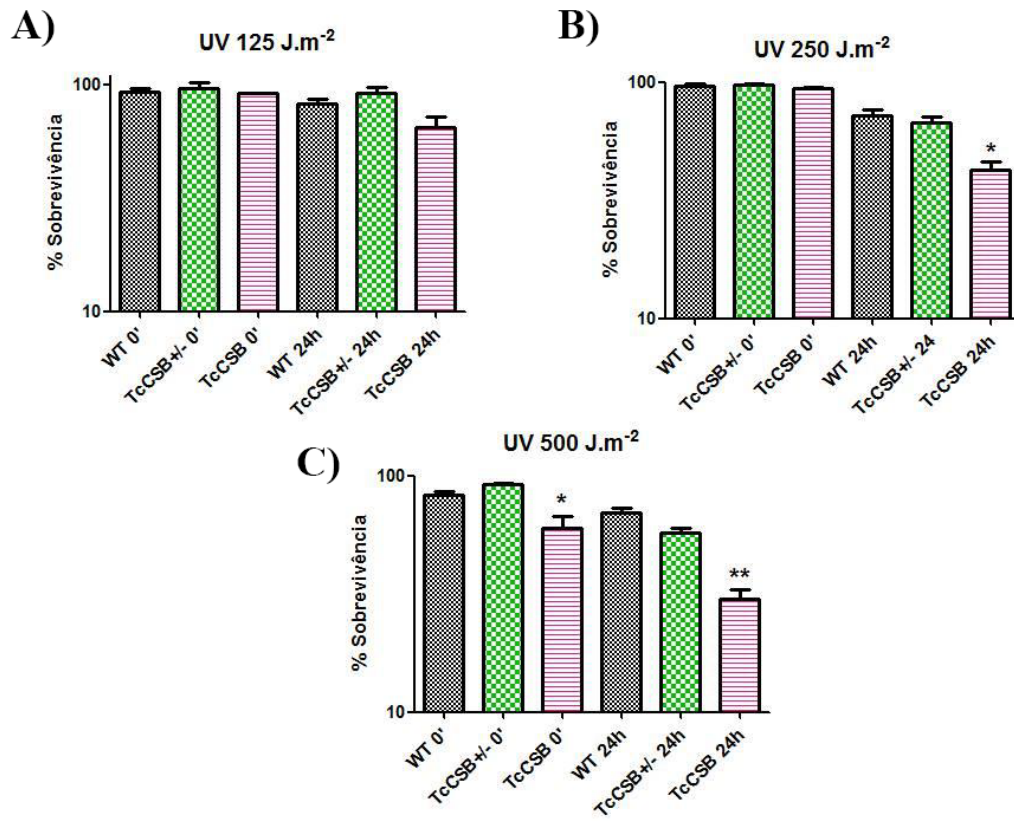 A)
UV 125 J.m⁻²
% Sobrevivência
100
10
WT 0'
TcCSB+/- 0'
TcCSB 0'
WT 24h
TcCSB+/- 24h
TcCSB 24h
B)
UV 250 J.m⁻²
% Sobrevivência
100
10
*
WT 0'
TcCSB+/- 0'
TcCSB 0'
WT 24h
TcCSB+/- 24
TcCSB 24h
C)
UV 500 J.m⁻²
% Sobrevivência
100
10
*
**
WT 0'
TcCSB+/- 0'
TcCSB 0'
WT 24h
TcCSB+/- 24h
TcCSB 24h